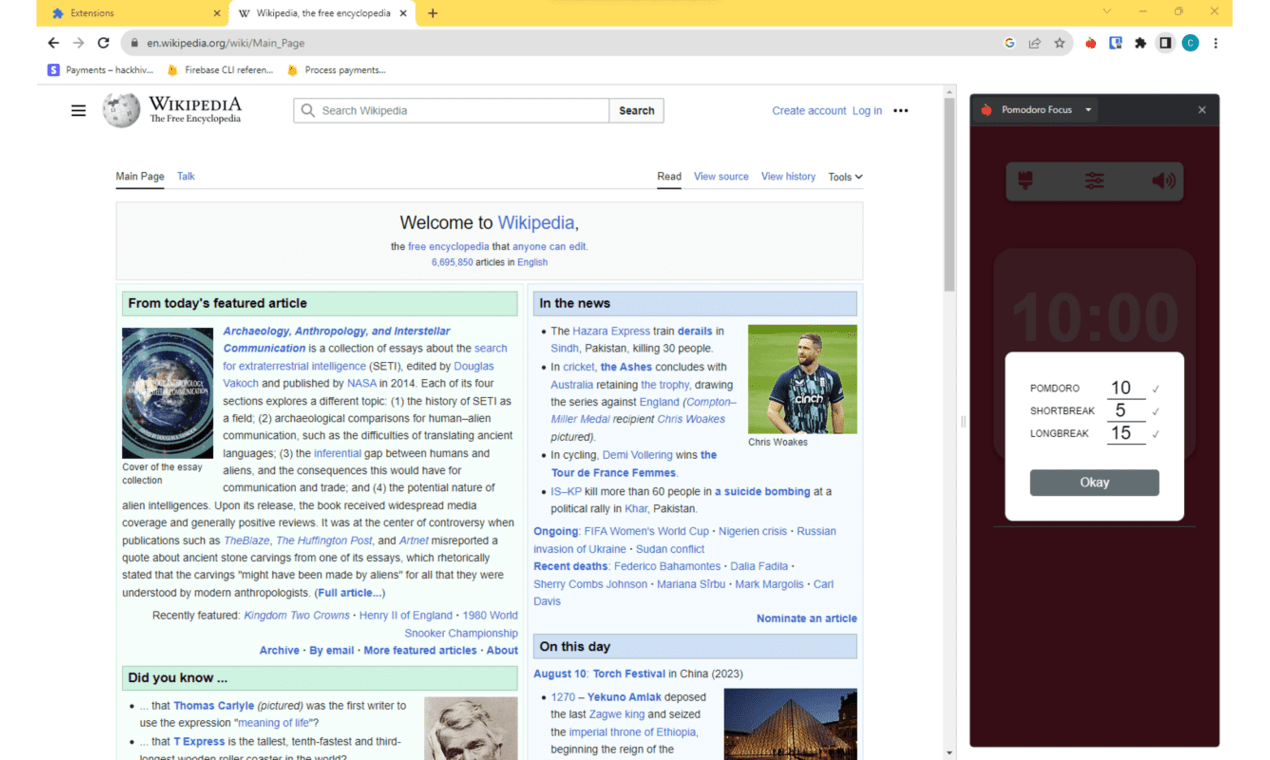 Extensions
Wikipedia, the free encyclopedia
en.wikipedia.org/wiki/Main_Page
Payments – hackhiv...
Firebase CLI referen...
Process payments...
WIKIPEDIA
The Free Encyclopedia
Search Wikipedia
Search
Create account Log in
Main Page Talk
Read View source View history Tools
Welcome to Wikipedia,
the free encyclopedia that anyone can edit.
6,695,850 articles in English
From today's featured article
Archaeology, Anthropology, and Interstellar
Communication is a collection of essays about the search
for extraterrestrial intelligence (SETI), edited by Douglas
Vakoch and published by NASA in 2014. Each of its four
sections explores a different topic: (1) the history of SETI as
a field; (2) archaeological comparisons for human–alien
communication, such as the difficulties of translating ancient
languages; (3) the inferential gap between humans and
aliens, and the consequences this would have for
communication and trade; and (4) the potential nature of
alien intelligences. Upon its release, the book received widespread media
coverage and generally positive reviews. It was at the center of controversy when
publications such as TheBlaze, The Huffington Post, and Artnet misreported a
quote about ancient stone carvings from one of its essays, which rhetorically
stated that the carvings "might have been made by aliens" for all that they were
understood by modern anthropologists. (Full article...)
Cover of the essay
collection
Recently featured: Kingdom Two Crowns · Henry II of England · 1980 World
Snooker Championship
Archive · By email · More featured articles · About
Did you know ...
... that Thomas Carlyle (pictured) was the first writer to
use the expression "meaning of life"?
... that T Express is the tallest, tenth-fastest and third-
longest wooden roller coaster in the world?
In the news
The Hazara Express train derails in
Sindh, Pakistan, killing 30 people.
In cricket, the Ashes concludes with
Australia retaining the trophy, drawing
the series against England (Compton–
Miller Medal recipient Chris Woakes
pictured).
In cycling, Demi Vollering wins the
Tour de France Femmes.
IS–KP kill more than 60 people in a suicide bombing at a
political rally in Khar, Pakistan.
cinch
Chris Woakes
Ongoing: FIFA Women's World Cup · Nigerien crisis · Russian
invasion of Ukraine · Sudan conflict
Recent deaths: Federico Bahamontes · Dalia Fadila ·
Sherry Combs Johnson · Mariana Sîrbu · Mark Margolis · Carl
Davis
Nominate an article
On this day
August 10: Torch Festival in China (2023)
1270 – Yekuno Amlak deposed
the last Zagwe king and seized
the imperial throne of Ethiopia,
beginning the reign of the
Pomodoro Focus
10:00
POMDORO 10
SHORTBREAK 5
LONGBREAK 15
Okay